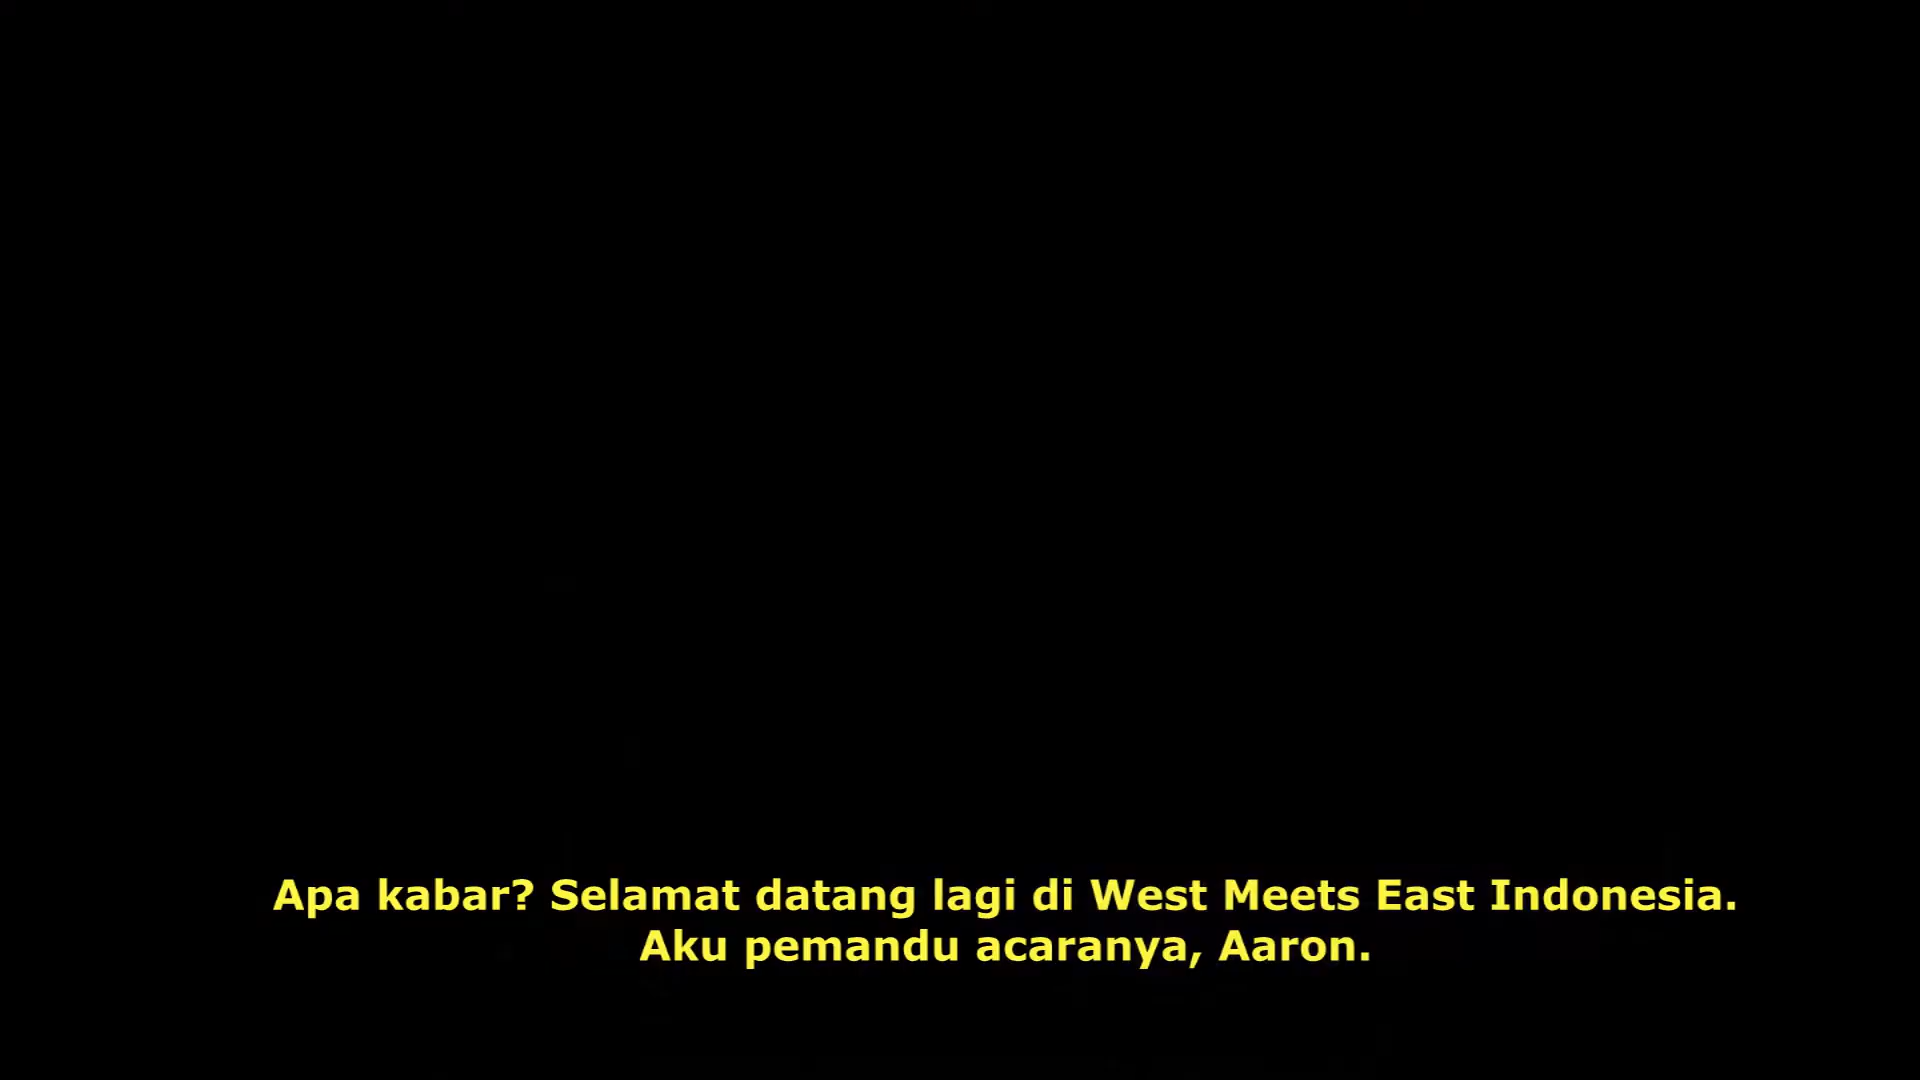 Apa kabar? Selamat datang lagi di West Meets East Indonesia.
Aku pemandu acaranya, Aaron.